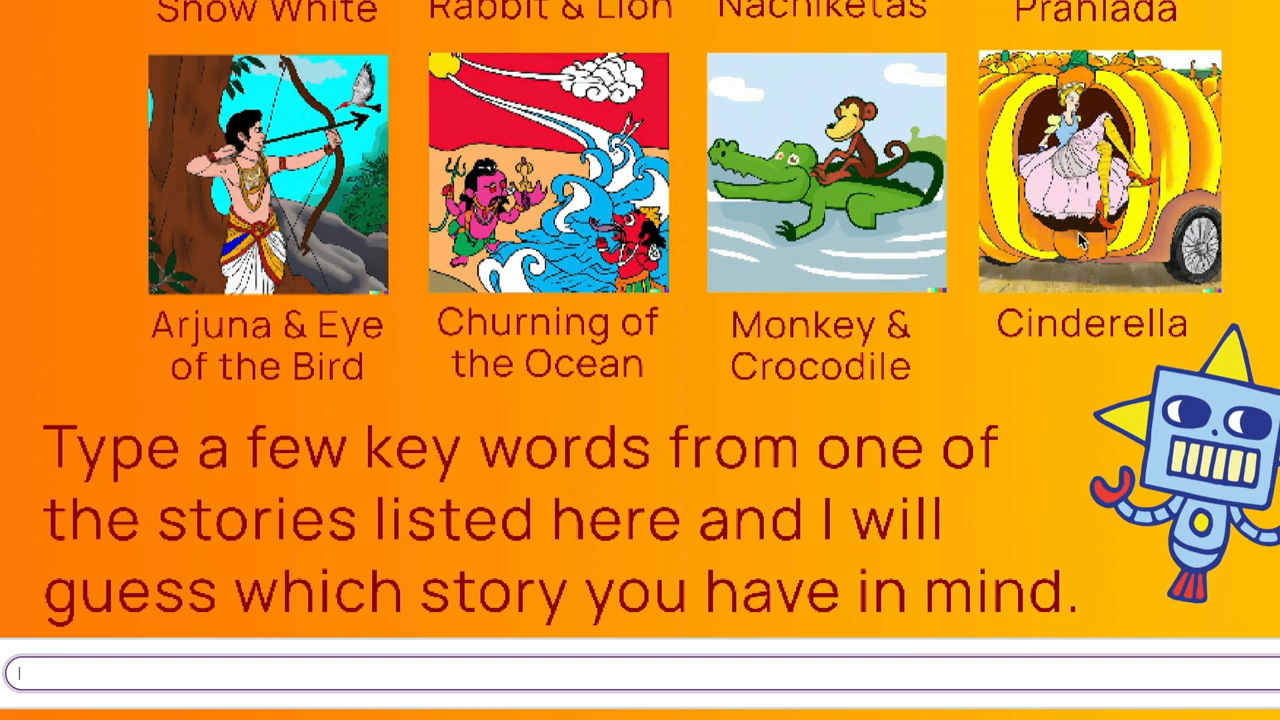 Snow White
Rabbit & Lion
Nachiketas
Prahlada
Arjuna & Eye
of the Bird
Churning of
the Ocean
Monkey &
Crocodile
Cinderella
Type a few key words from one of
the stories listed here and I will
guess which story you have in mind.